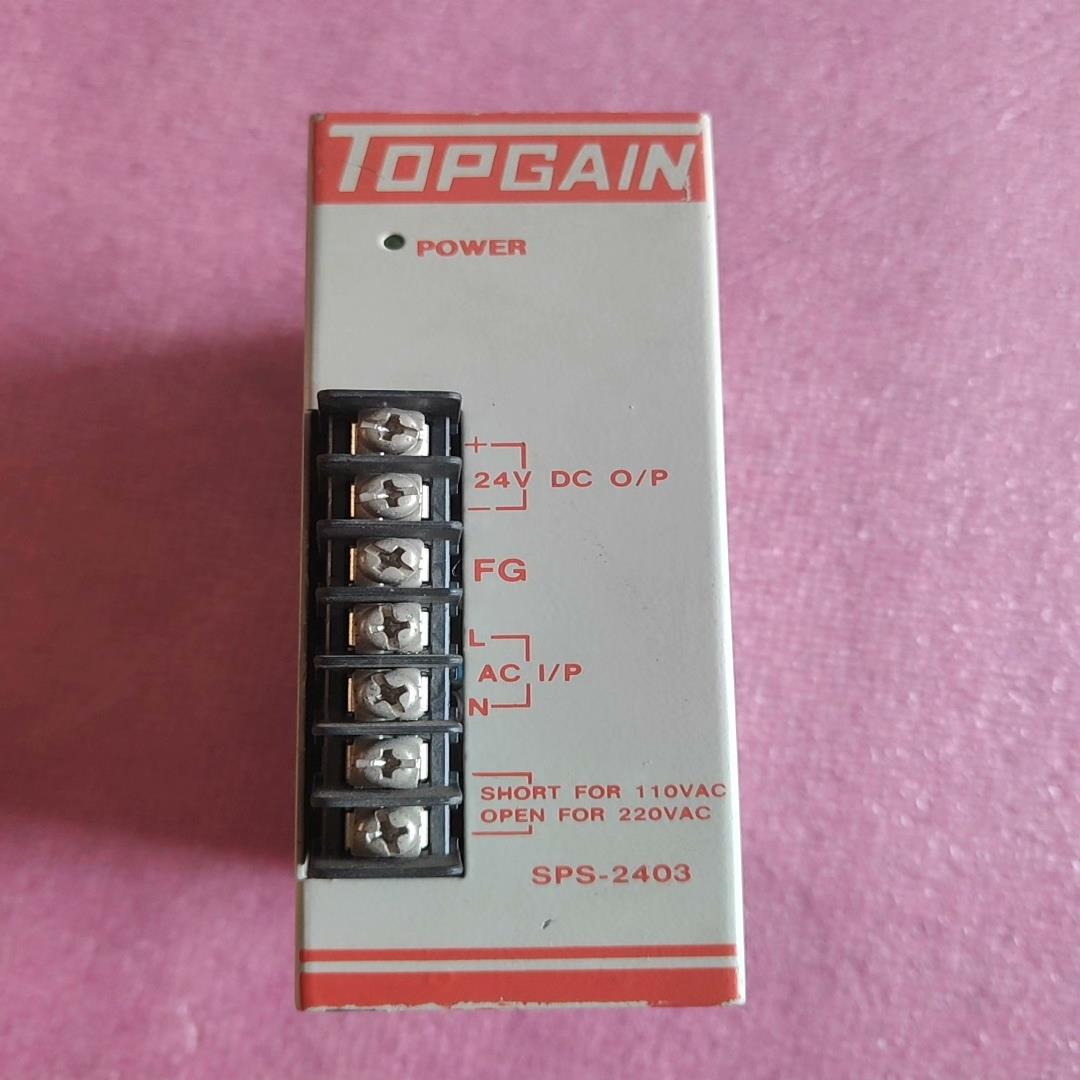 TOPGAIN
POWER
+
24V DC O/P
-
FG
L
AC I/P
N
SHORT FOR 110VAC
OPEN FOR 220VAC
SPS-2403